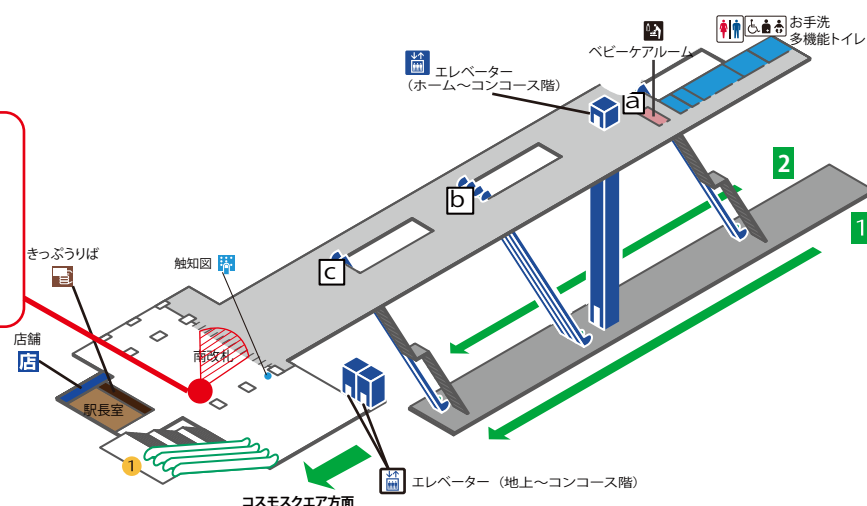 お手洗
多機能トイレ
ベビーケアルーム
エレベーター
（ホーム～コンコース階）
a
b
c
2
1
きっぷうりば
触知図
店舗
店
南改札
駅長室
1
エレベーター（地上～コンコース階）
コスモスクエア方面